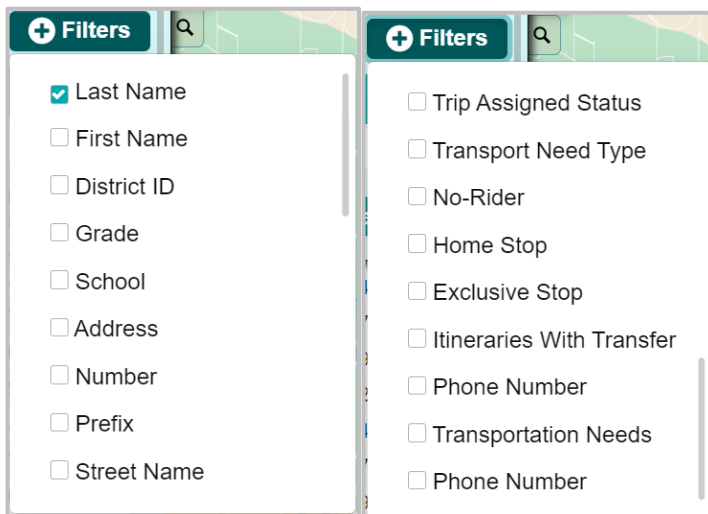 Filters
Last Name
First Name
District ID
Grade
School
Address
Number
Prefix
Street Name
Filters
Trip Assigned Status
Transport Need Type
No-Rider
Home Stop
Exclusive Stop
Itineraries With Transfer
Phone Number
Transportation Needs
Phone Number